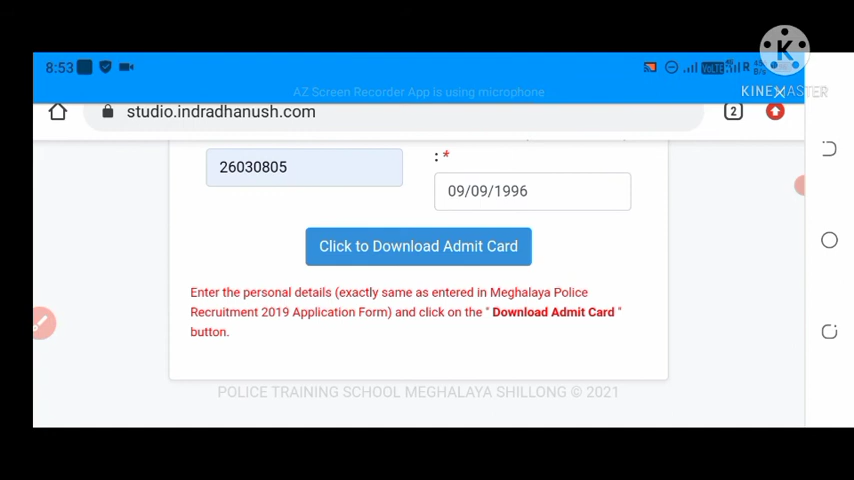 K
8:53
VoLTE
R
B/s
KINEMASTER
AZ Screen Recorder App is using microphone
studio.indradhanush.com
2
: *
26030805
09/09/1996
Click to Download Admit Card
Enter the personal details (exactly same as entered in Meghalaya Police
Recruitment 2019 Application Form) and click on the " Download Admit Card "
button.
POLICE TRAINING SCHOOL MEGHALAYA SHILLONG © 2021